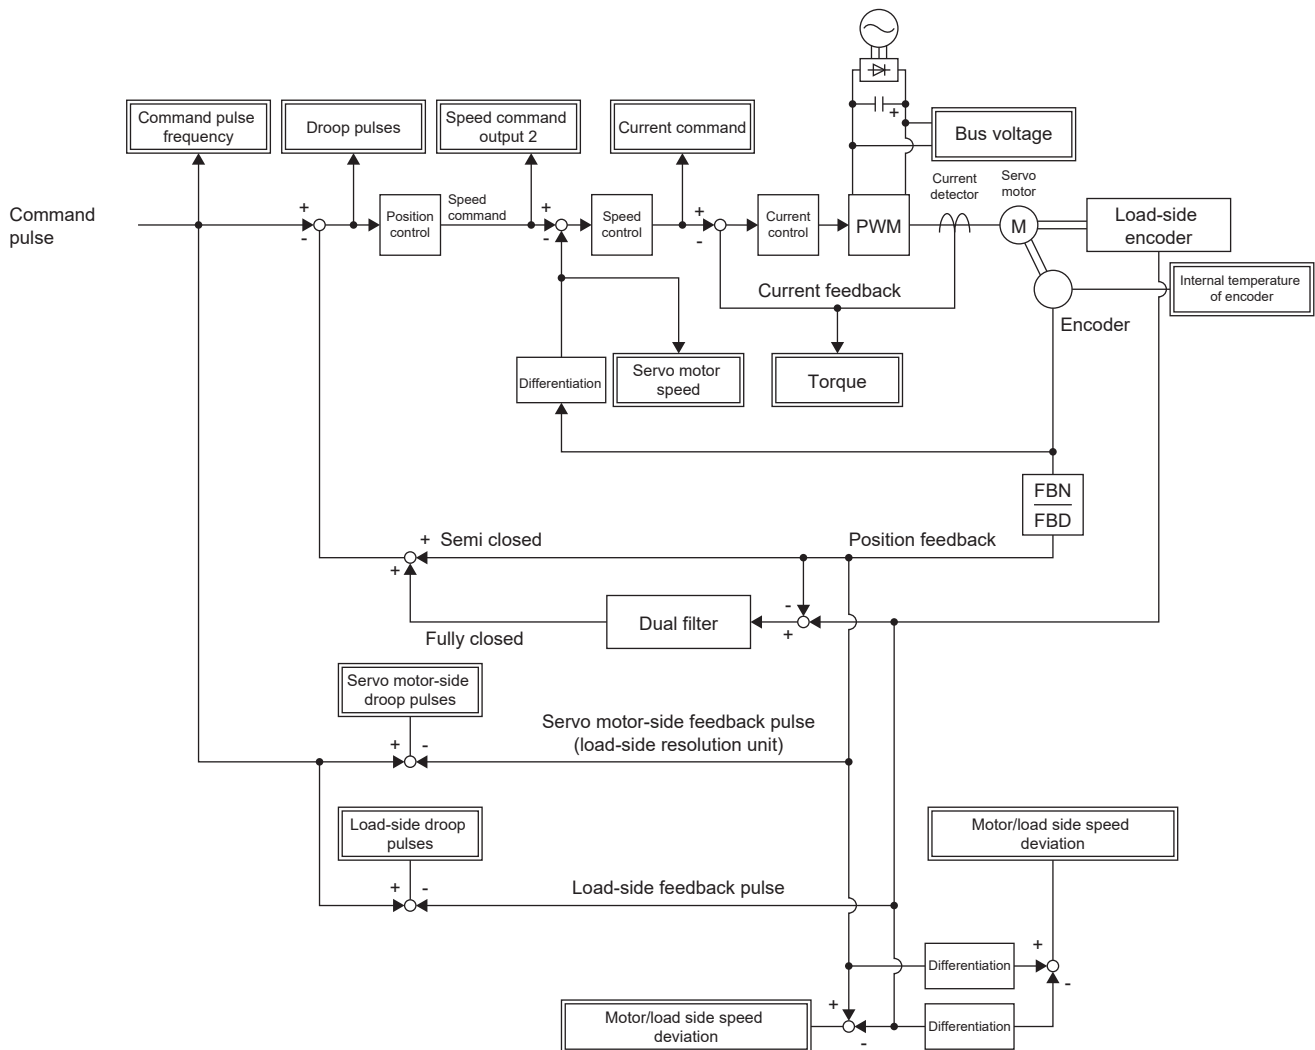 Command pulse
frequency
Droop pulses
Speed command
output 2
Current command
+
Bus voltage
Current
detector
Servo
motor
Command
pulse
+
-
Position
control
Speed
command
+
-
Speed
control
+
-
Current
control
PWM
M
Load-side
encoder
Internal temperature
of encoder
Current feedback
Encoder
Differentiation
Servo motor
speed
Torque
FBN
FBD
+
Semi closed
Position feedback
+
-
+
Dual filter
Fully closed
Servo motor-side
droop pulses
Servo motor-side feedback pulse
(load-side resolution unit)
+
-
Load-side droop
pulses
Motor/load side speed
deviation
+
-
Load-side feedback pulse
Differentiation
+
-
Motor/load side speed
deviation
+
-
Differentiation